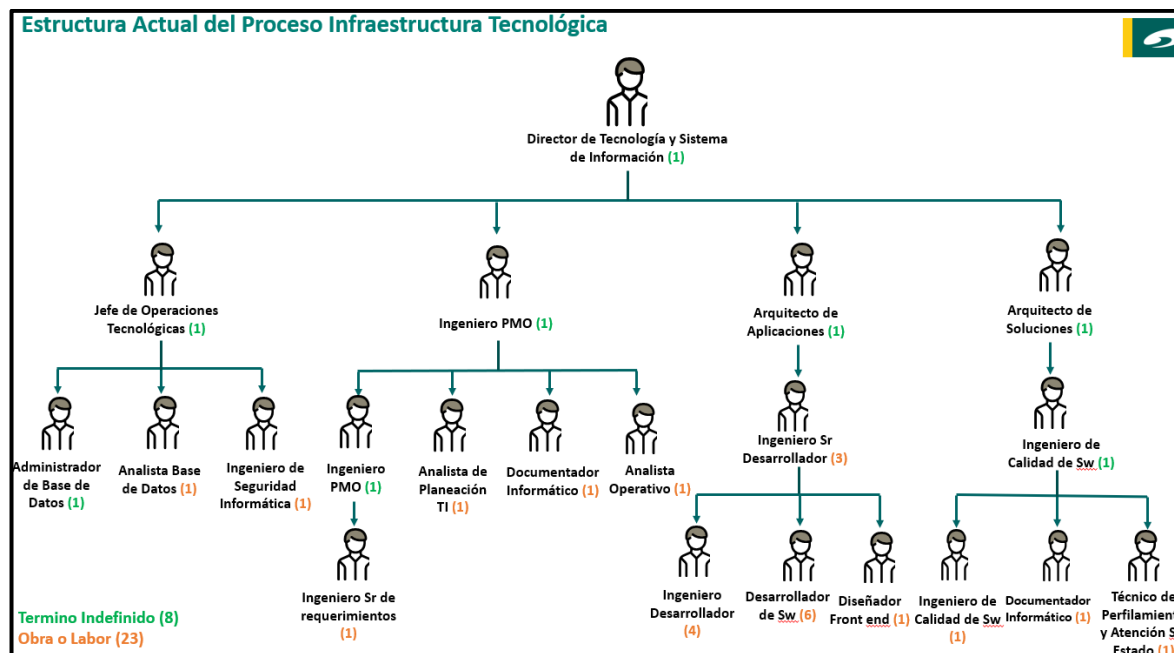 Estructura Actual del Proceso Infraestructura Tecnológica
Director de Tecnología y Sistema
de Información (1)
Jefe de Operaciones
Tecnológicas (1)
Ingeniero PMO (1)
Arquitecto de
Aplicaciones (1)
Arquitecto de
Soluciones (1)
Administrador
de Base de
Datos (1)
Analista Base
de Datos (1)
Ingeniero de
Seguridad
Informática (1)
Ingeniero
PMO (1)
Analista de
Planeación
TI (1)
Documentador
Informático (1)
Analista
Operativo (1)
Ingeniero Sr
Desarrollador (3)
Ingeniero de
Calidad de Sw (1)
Ingeniero Sr de
requerimientos
(1)
Ingeniero
Desarrollador
(4)
Desarrollador
de Sw (6)
Diseñador
Front end (1)
Ingeniero de
Calidad de Sw
(1)
Documentador
Informático (1)
Técnico de
Perfilamien
y Atención S
Estado (1)
Termino Indefinido (8)
Obra o Labor (23)